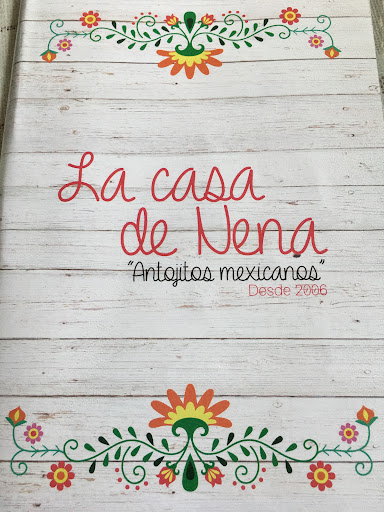 La casa
de Nena
"Antojitos mexicanos"
Desde 2006